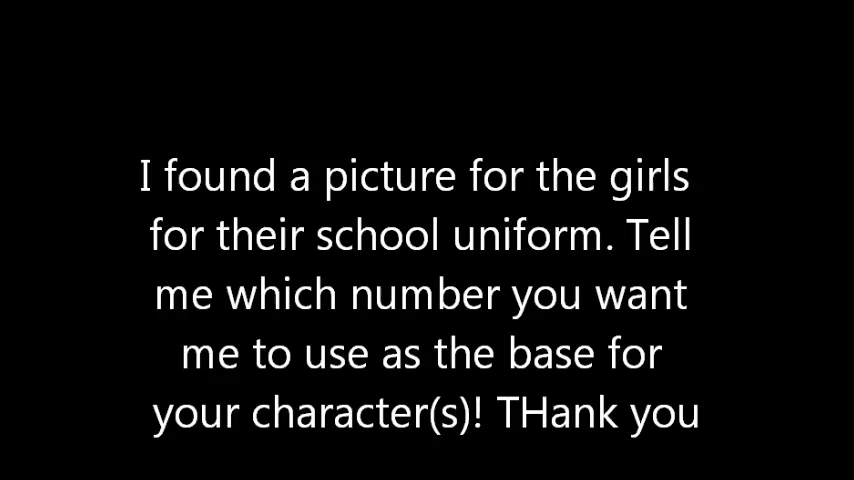 I found a picture for the girls
for their school uniform. Tell
me which number you want
me to use as the base for
your character(s)! THank you